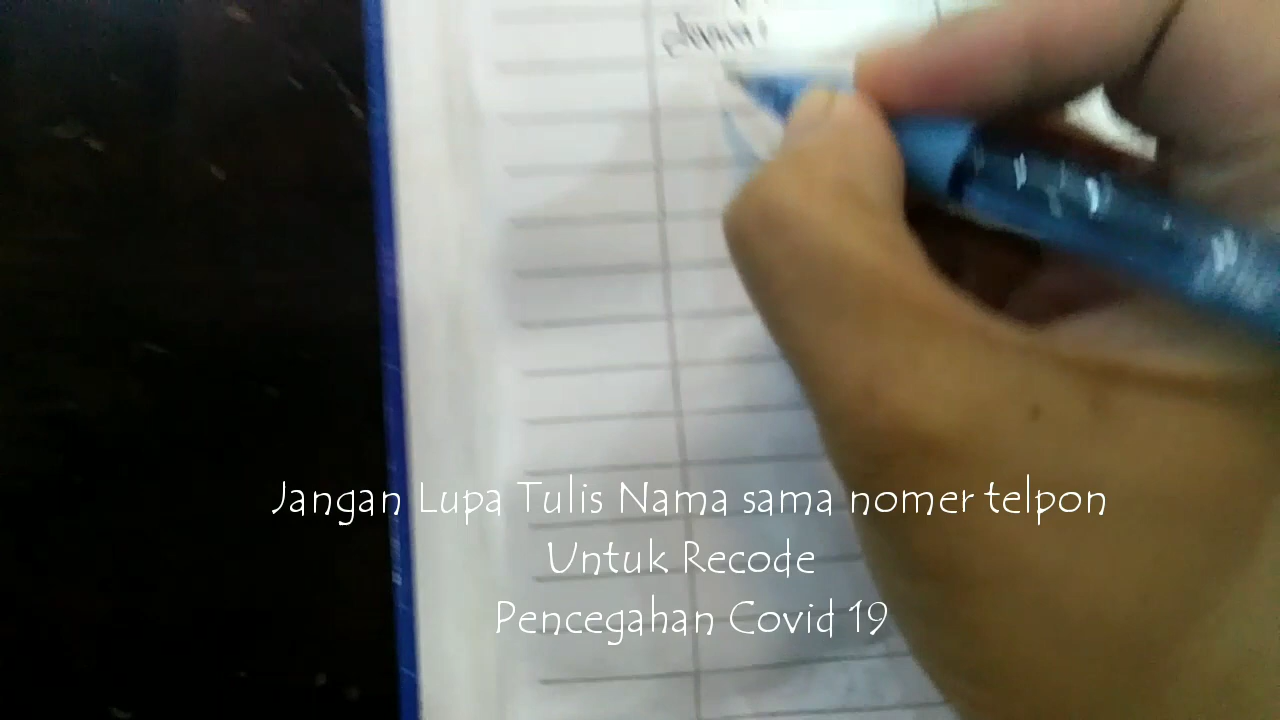 Jangan Lupa Tulis Nama sama nomer telpon
Untuk Recode
Pencegahan Covid 19